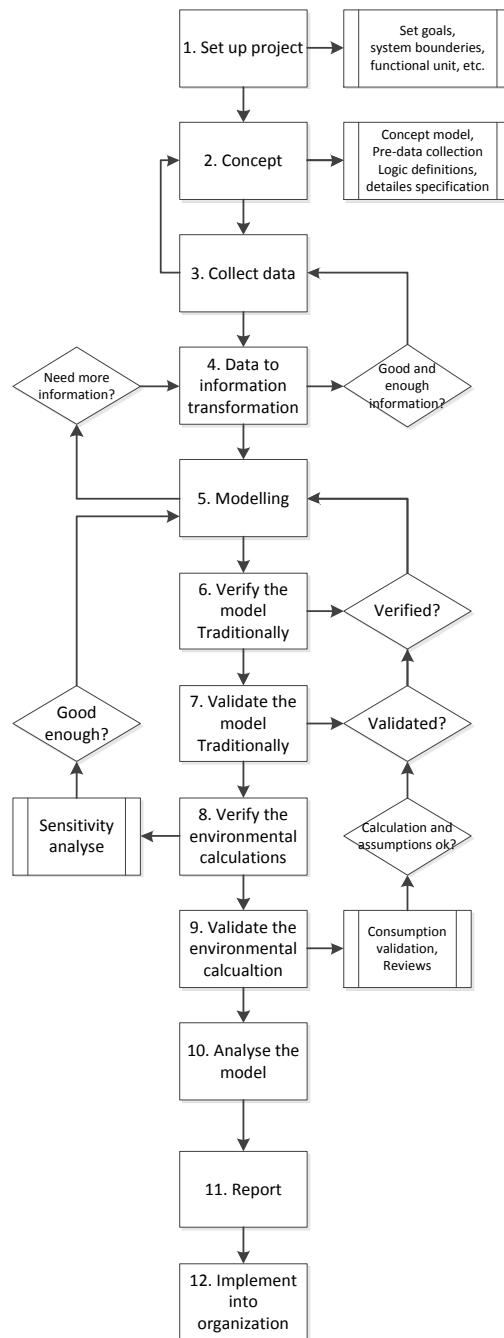 1. Set up project
Set goals,
system bounderies,
functional unit, etc.
2. Concept
Concept model,
Pre-data collection
Logic definitions,
detailes specification
3. Collect data
Need more
information?
4. Data to
information
transformation
Good and
enough
information?
5. Modelling
6. Verify the
model
Traditionally
Verified?
Good
enough?
7. Validate the
model
Traditionally
Validated?
Sensitivity
analyse
8. Verify the
environmental
calculations
Calculation and
assumptions ok?
9. Validate the
environmental
calcualtion
Consumption
validation,
Reviews
10. Analyse the
model
11. Report
12. Implement
into
organization